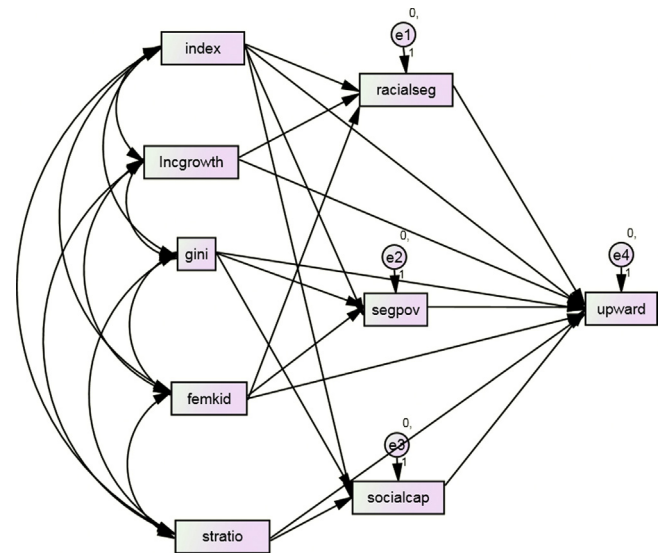 0,
e1
1
index
racialseg
Incgrowth
gini
0,
e2
1
segpov
0,
e4
1
upward
femkid
0,
e3
1
socialcap
stratio